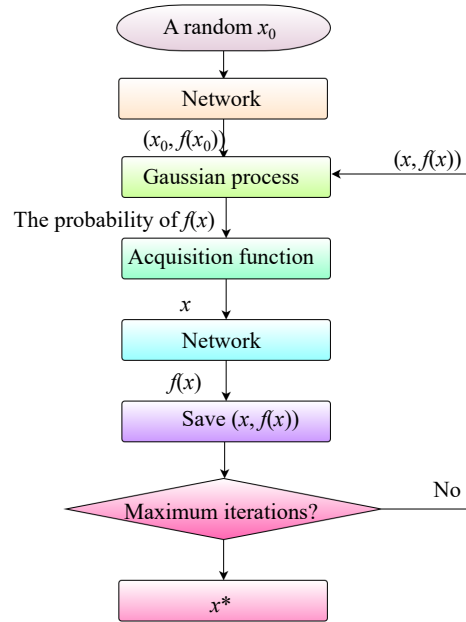 A random x₀
Network
(x₀, f(x₀))
(x, f(x))
Gaussian process
The probability of f(x)
Acquisition function
x
Network
f(x)
Save (x, f(x))
No
Maximum iterations?
x*